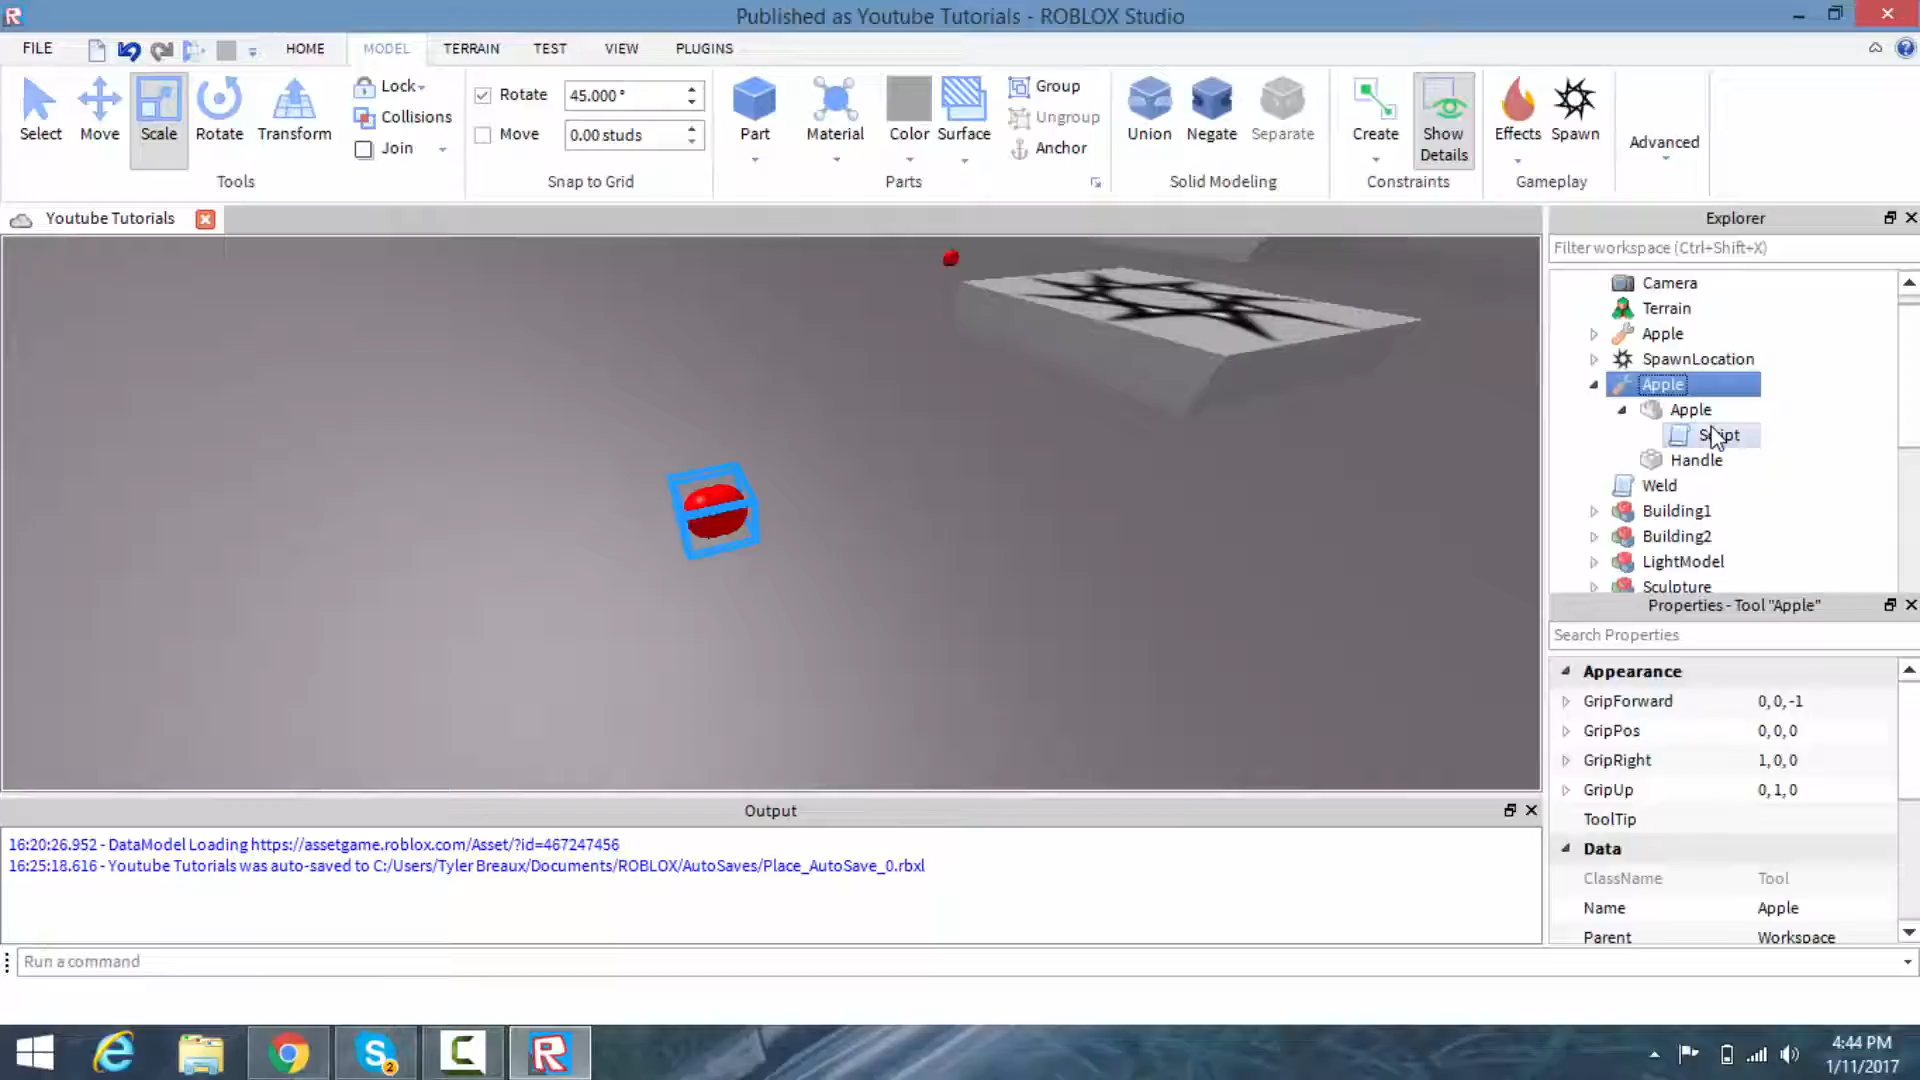 Published as Youtube Tutorials - ROBLOX Studio
FILE HOME MODEL TERRAIN TEST VIEW PLUGINS
Select Move Scale Rotate Transform
Lock
Collisions
Join
Tools
Rotate 45.000 °
Move 0.00 studs
Snap to Grid
Part Material Color Surface
Group
Ungroup
Anchor
Parts
Union Negate Separate
Solid Modeling
Create Show Details
Constraints
Effects Spawn
Gameplay
Advanced
Youtube Tutorials
Explorer
Filter workspace (Ctrl+Shift+X)
Camera
Terrain
Apple
SpawnLocation
Apple
Apple
Script
Handle
Weld
Building1
Building2
LightModel
Sculpture
Properties - Tool "Apple"
Search Properties
Appearance
GripForward 0, 0, -1
GripPos 0, 0, 0
GripRight 1, 0, 0
GripUp 0, 1, 0
ToolTip
Data
ClassName Tool
Name Apple
Parent Workspace
Output
16:20:26.952 - DataModel Loading https://assetgame.roblox.com/Asset/?id=467247456
16:25:18.616 - Youtube Tutorials was auto-saved to C:/Users/Tyler Breaux/Documents/ROBLOX/AutoSaves/Place_AutoSave_0.rbxl
Run a command
2
4:44 PM
1/11/2017